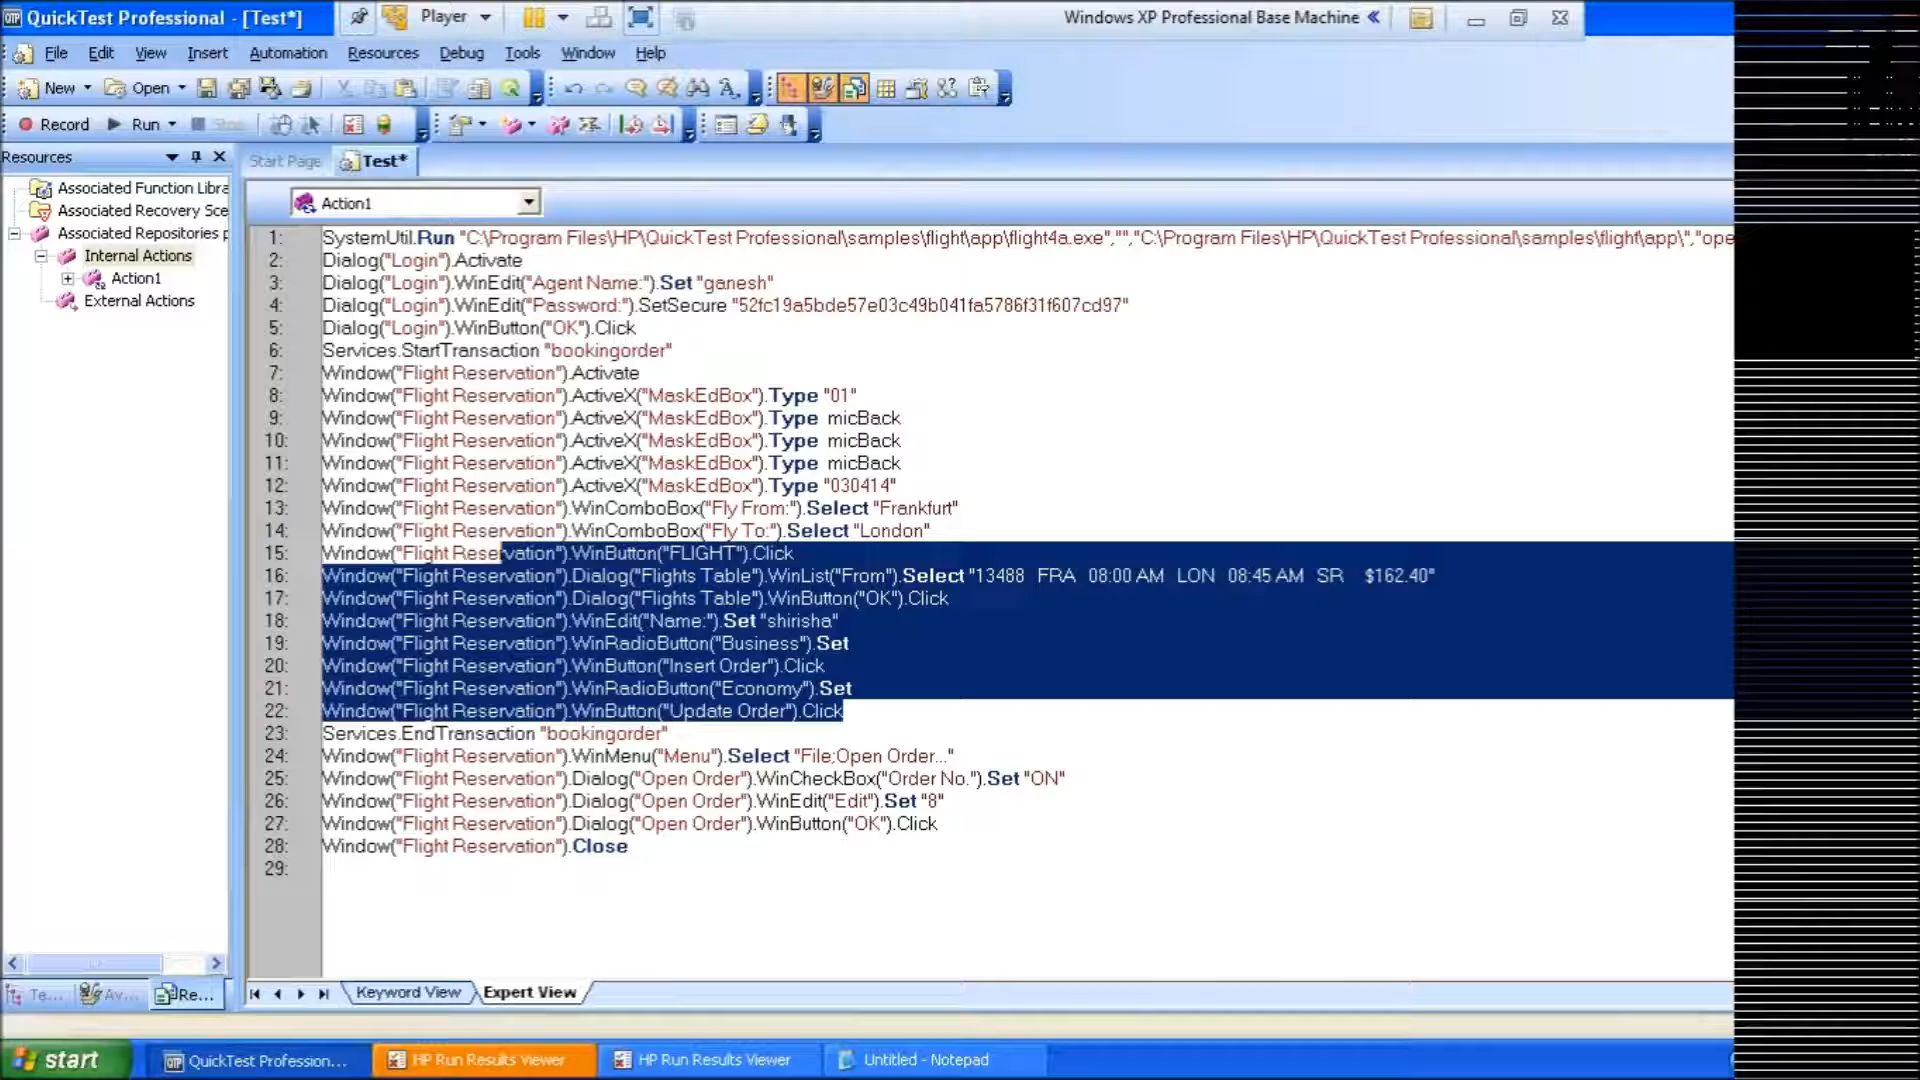 QuickTest Professional - [Test*]
Player
Windows XP Professional Base Machine
File Edit View Insert Automation Resources Debug Tools Window Help
New Open
Record Run Stop
Resources
Start Page Test*
Associated Function Libra
Associated Recovery Sce
Associated Repositories p
Internal Actions
Action1
External Actions
Action1
1: SystemUtil.Run "C:\Program Files\HP\QuickTest Professional\samples\flight\app\flight4a.exe","","C:\Program Files\HP\QuickTest Professional\samples\flight\app\","ope
2: Dialog("Login").Activate
3: Dialog("Login").WinEdit("Agent Name:").Set "ganesh"
4: Dialog("Login").WinEdit("Password:").SetSecure "52fc19a5bde57e03c49b041fa5786f31f607cd97"
5: Dialog("Login").WinButton("OK").Click
6: Services.StartTransaction "bookingorder"
7: Window("Flight Reservation").Activate
8: Window("Flight Reservation").ActiveX("MaskEdBox").Type "01"
9: Window("Flight Reservation").ActiveX("MaskEdBox").Type micBack
10: Window("Flight Reservation").ActiveX("MaskEdBox").Type micBack
11: Window("Flight Reservation").ActiveX("MaskEdBox").Type micBack
12: Window("Flight Reservation").ActiveX("MaskEdBox").Type "030414"
13: Window("Flight Reservation").WinComboBox("Fly From:").Select "Frankfurt"
14: Window("Flight Reservation").WinComboBox("Fly To:").Select "London"
15: Window("Flight Reservation").WinButton("FLIGHT").Click
16: Window("Flight Reservation").Dialog("Flights Table").WinList("From").Select "13488 FRA 08:00 AM LON 08:45 AM SR $162.40"
17: Window("Flight Reservation").Dialog("Flights Table").WinButton("OK").Click
18: Window("Flight Reservation").WinEdit("Name:").Set "shirisha"
19: Window("Flight Reservation").WinRadioButton("Business").Set
20: Window("Flight Reservation").WinButton("Insert Order").Click
21: Window("Flight Reservation").WinRadioButton("Economy").Set
22: Window("Flight Reservation").WinButton("Update Order").Click
23: Services.EndTransaction "bookingorder"
24: Window("Flight Reservation").WinMenu("Menu").Select "File;Open Order..."
25: Window("Flight Reservation").Dialog("Open Order").WinCheckBox("Order No.").Set "ON"
26: Window("Flight Reservation").Dialog("Open Order").WinEdit("Edit").Set "8"
27: Window("Flight Reservation").Dialog("Open Order").WinButton("OK").Click
28: Window("Flight Reservation").Close
29:
Te... Av... Re...
Keyword View Expert View
start QuickTest Profession... HP Run Results Viewer HP Run Results Viewer Untitled - Notepad